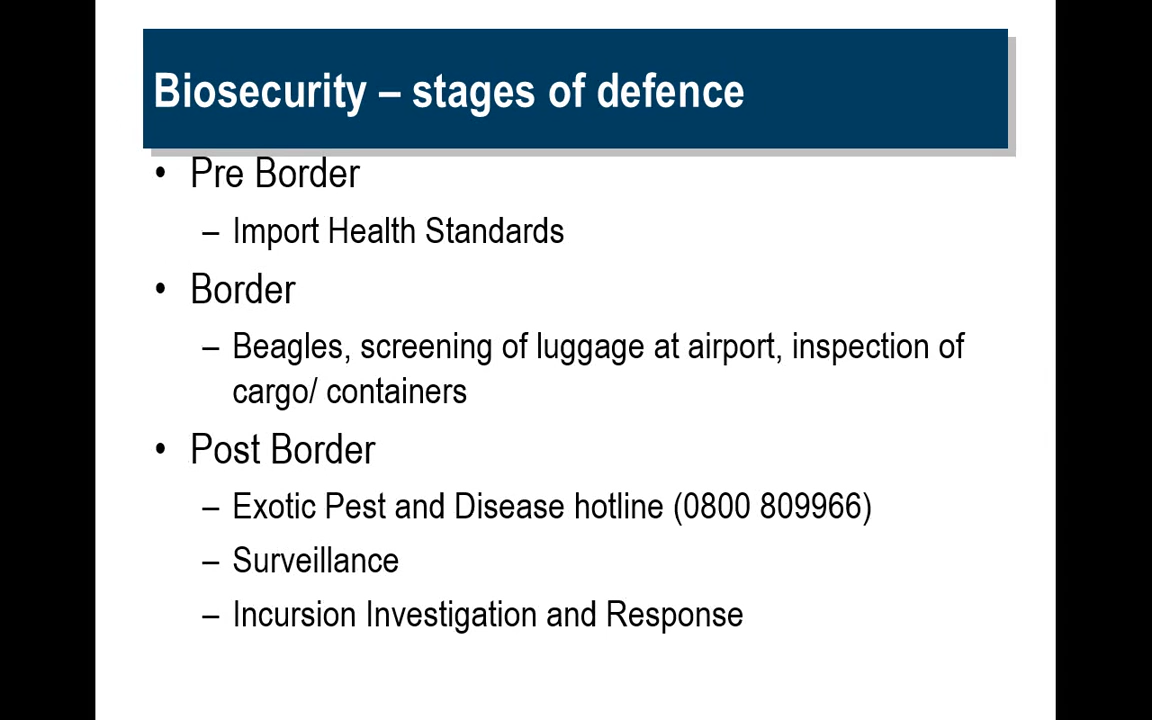 Biosecurity – stages of defence
• Pre Border
– Import Health Standards
• Border
– Beagles, screening of luggage at airport, inspection of
cargo/ containers
• Post Border
– Exotic Pest and Disease hotline (0800 809966)
– Surveillance
– Incursion Investigation and Response